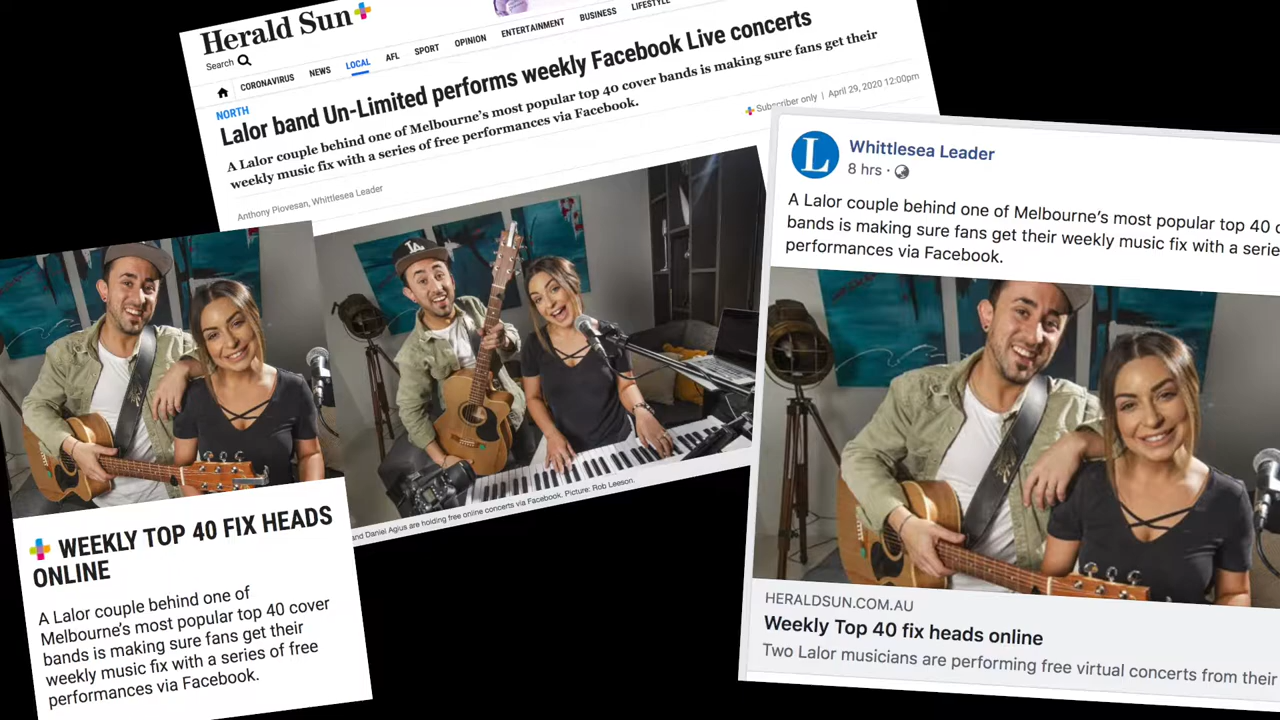 Herald Sun
Search
CORONAVIRUS NEWS LOCAL AFL SPORT OPINION ENTERTAINMENT BUSINESS LIFESTYLE
NORTH
Lalor band Un-Limited performs weekly Facebook Live concerts
A Lalor couple behind one of Melbourne's most popular top 40 cover bands is making sure fans get their
weekly music fix with a series of free performances via Facebook.
Anthony Piovesan, Whittlesea Leader
Subscriber only | April 29, 2020 12:00pm
LA
and Daniel Agius are holding free online concerts via Facebook. Picture: Rob Leeson.
WEEKLY TOP 40 FIX HEADS
ONLINE
A Lalor couple behind one of
Melbourne's most popular top 40 cover
bands is making sure fans get their
weekly music fix with a series of free
performances via Facebook.
L
Whittlesea Leader
8 hrs ·
A Lalor couple behind one of Melbourne's most popular top 40 c
bands is making sure fans get their weekly music fix with a serie
performances via Facebook.
HERALDSUN.COM.AU
Weekly Top 40 fix heads online
Two Lalor musicians are performing free virtual concerts from their